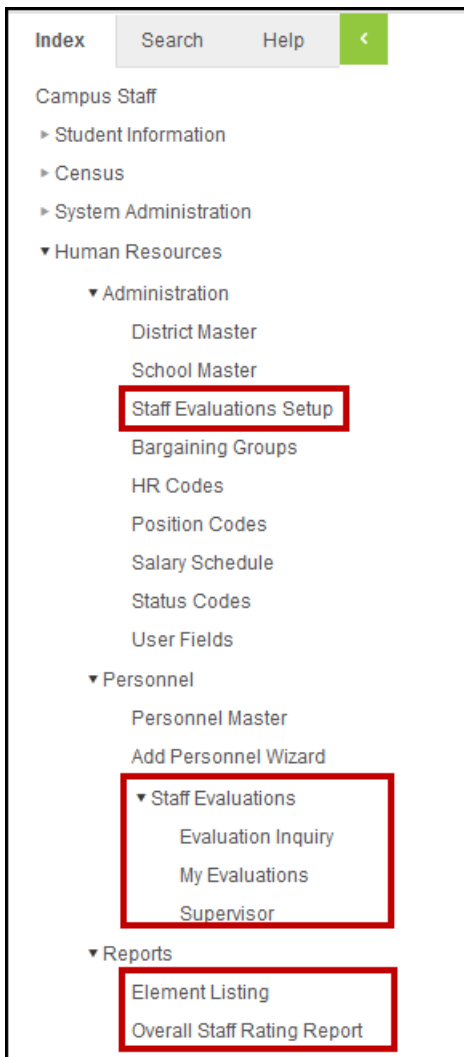 Index Search Help
Campus Staff
Student Information
Census
System Administration
Human Resources
Administration
District Master
School Master
Staff Evaluations Setup
Bargaining Groups
HR Codes
Position Codes
Salary Schedule
Status Codes
User Fields
Personnel
Personnel Master
Add Personnel Wizard
Staff Evaluations
Evaluation Inquiry
My Evaluations
Supervisor
Reports
Element Listing
Overall Staff Rating Report